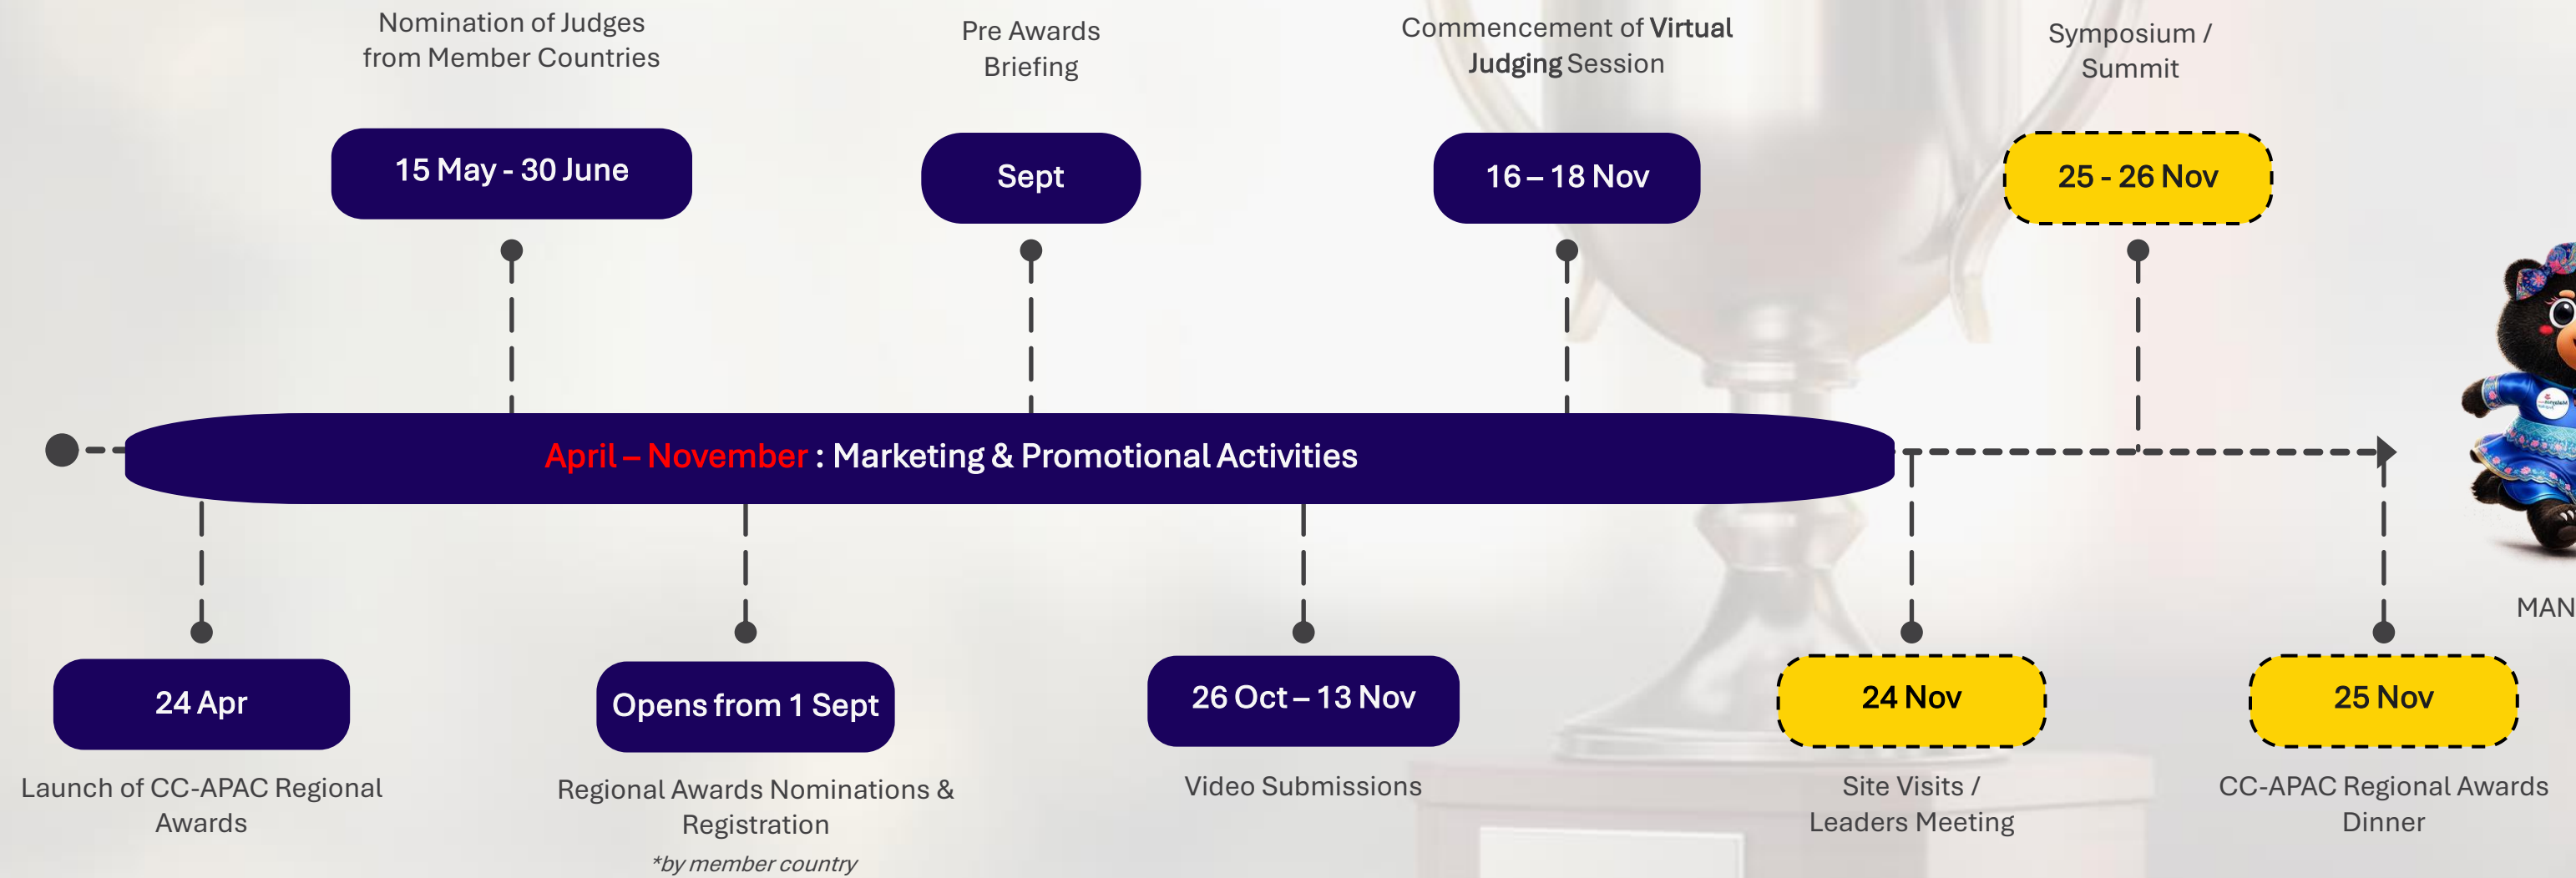 Nomination of Judges
from Member Countries
15 May - 30 June
Pre Awards
Briefing
Sept
Commencement of Virtual
Judging Session
16 – 18 Nov
Symposium /
Summit
25 - 26 Nov
April – November : Marketing & Promotional Activities
24 Apr
Launch of CC-APAC Regional
Awards
Opens from 1 Sept
Regional Awards Nominations &
Registration
*by member country
26 Oct – 13 Nov
Video Submissions
24 Nov
Site Visits /
Leaders Meeting
25 Nov
CC-APAC Regional Awards
Dinner
MAN